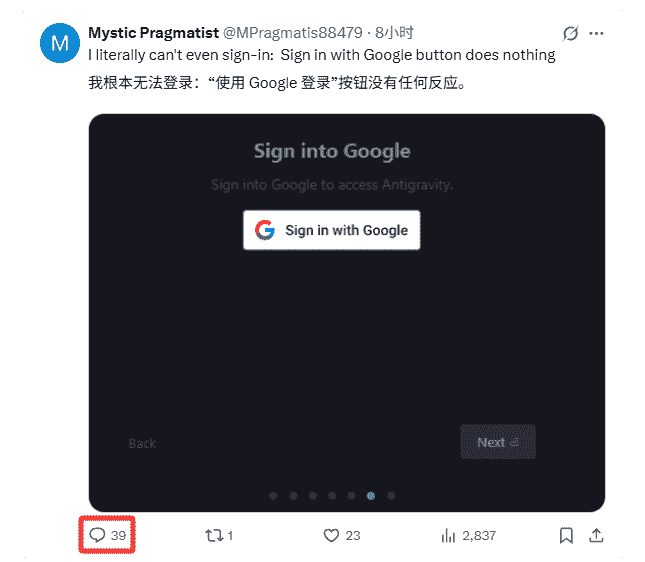 M
Mystic Pragmatist @MPragmatis88479 · 8小时
I literally can't even sign-in: Sign in with Google button does nothing
我根本无法登录：“使用 Google 登录”按钮没有任何反应。
Sign into Google
Sign into Google to access Antigravity.
Sign in with Google
Back
Next
39 1 23 2,837